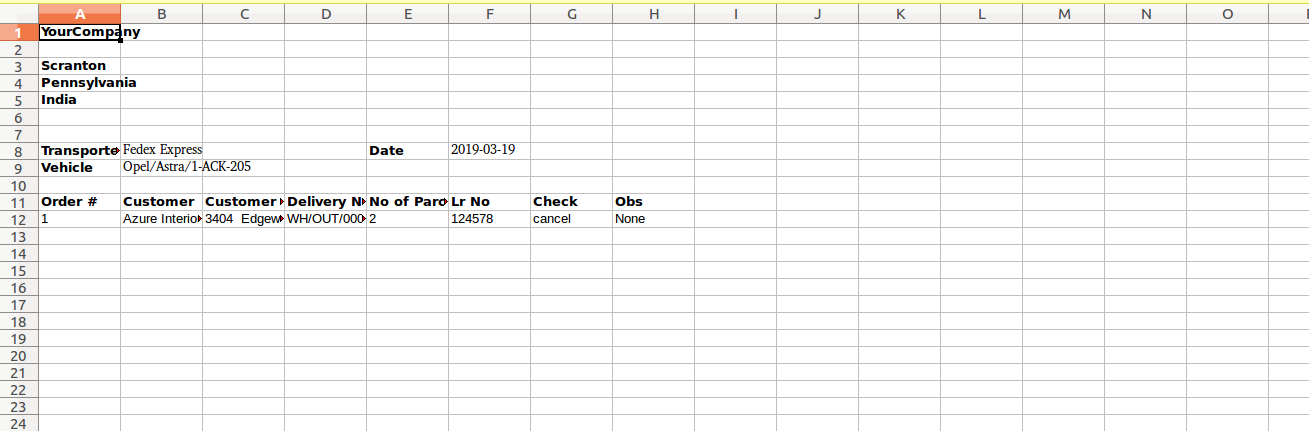 A B C D E F G H I J K L M N O
1 YourCompany
2
3 Scranton
4 Pennsylvania
5 India
6
7
8 Transporte Fedex Express Date 2019-03-19
9 Vehicle Opel/Astra/1-ACK-205
10
11 Order # Customer Customer Delivery N No of Parc Lr No Check Obs
12 1 Azure Interio 3404 Edgew WH/OUT/000 2 124578 cancel None
13
14
15
16
17
18
19
20
21
22
23
24